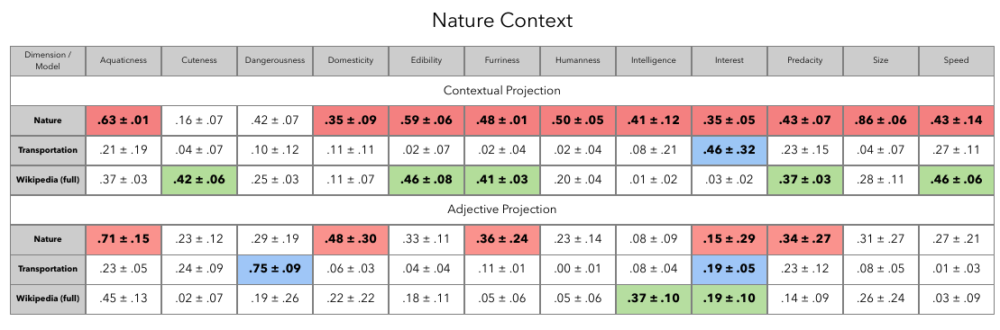 Nature Context
Dimension / Model Aquaticness Cuteness Dangerousness Domesticity Edibility Furriness Humanness Intelligence Interest Predacity Size Speed
Contextual Projection
Nature .63 ± .01 .16 ± .07 .42 ± .07 .35 ± .09 .59 ± .06 .48 ± .01 .50 ± .05 .41 ± .12 .35 ± .05 .43 ± .07 .86 ± .06 .43 ± .14
Transportation .21 ± .19 .04 ± .07 .10 ± .12 .11 ± .11 .02 ± .07 .02 ± .04 .02 ± .04 .08 ± .21 .46 ± .32 .23 ± .15 .04 ± .07 .27 ± .11
Wikipedia (full) .37 ± .03 .42 ± .06 .25 ± .03 .11 ± .07 .46 ± .08 .41 ± .03 .20 ± .04 .01 ± .02 .03 ± .02 .37 ± .03 .28 ± .11 .46 ± .06
Adjective Projection
Nature .71 ± .15 .23 ± .12 .29 ± .19 .48 ± .30 .33 ± .11 .36 ± .24 .23 ± .14 .08 ± .09 .15 ± .29 .34 ± .27 .31 ± .27 .27 ± .21
Transportation .23 ± .05 .24 ± .09 .75 ± .09 .06 ± .03 .04 ± .04 .11 ± .01 .00 ± .01 .08 ± .04 .19 ± .05 .23 ± .12 .08 ± .05 .01 ± .03
Wikipedia (full) .45 ± .13 .02 ± .07 .19 ± .26 .22 ± .22 .18 ± .11 .05 ± .06 .05 ± .06 .37 ± .10 .19 ± .10 .14 ± .09 .26 ± .24 .03 ± .09